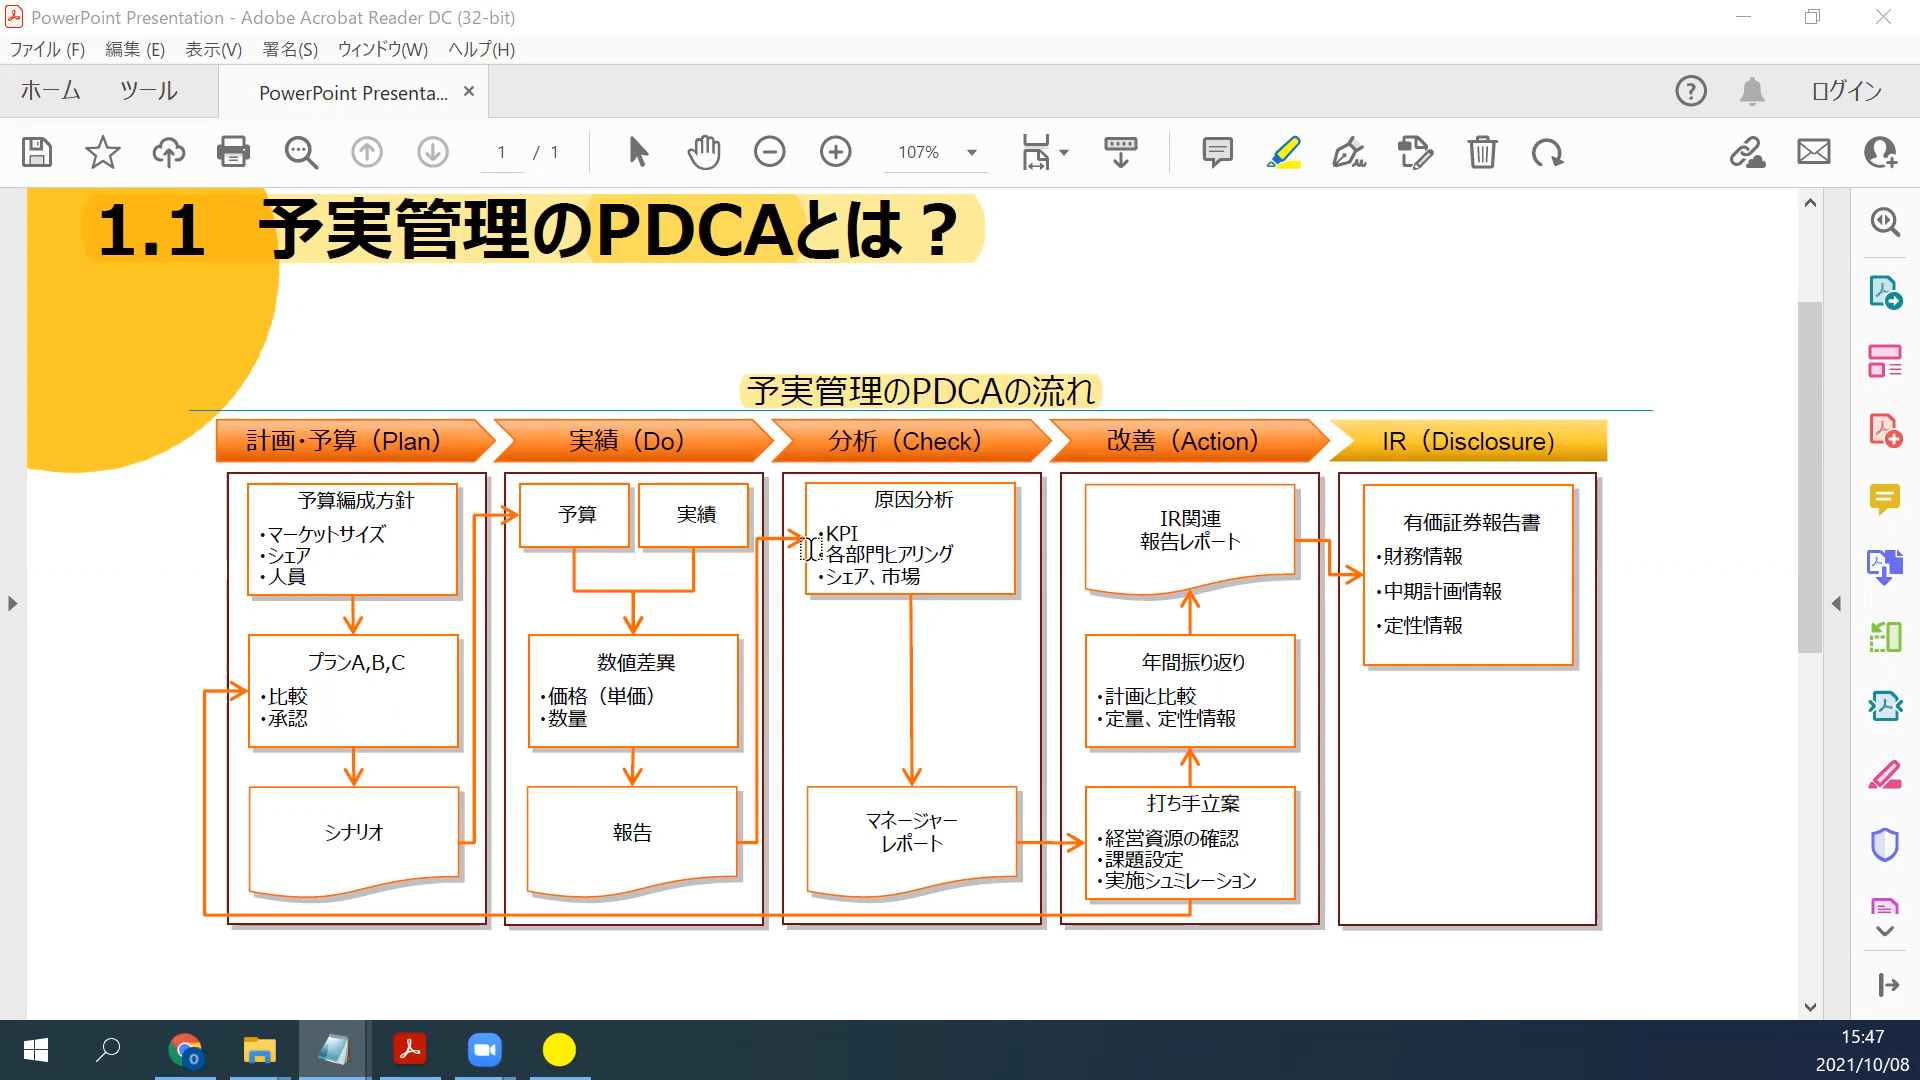 PowerPoint Presentation - Adobe Acrobat Reader DC (32-bit)
ファイル (F) 編集 (E) 表示(V) 署名(S) ウィンドウ(W) ヘルプ(H)
ホーム ツール PowerPoint Presenta... × ログイン
1 / 1 107%
1.1 予実管理のPDCAとは？
予実管理のPDCAの流れ
計画・予算（Plan） 実績（Do） 分析（Check） 改善（Action） IR（Disclosure)
予算編成方針
・マーケットサイズ
・シェア
・人員
プランA,B,C
・比較
・承認
シナリオ
予算 実績
数値差異
・価格（単価）
・数量
報告
原因分析
・KPI
・各部門ヒアリング
・シェア、市場
マネージャー
レポート
IR関連
報告レポート
年間振り返り
・計画と比較
・定量、定性情報
打ち手立案
・経営資源の確認
・課題設定
・実施シュミレーション
有価証券報告書
・財務情報
・中期計画情報
・定性情報
15:47
2021/10/08